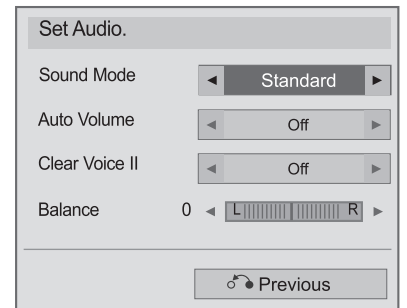 Set Audio.
Sound Mode ◄ Standard ►
Auto Volume ◄ Off ►
Clear Voice II ◄ Off ►
Balance 0 ◄ L R ►
Previous